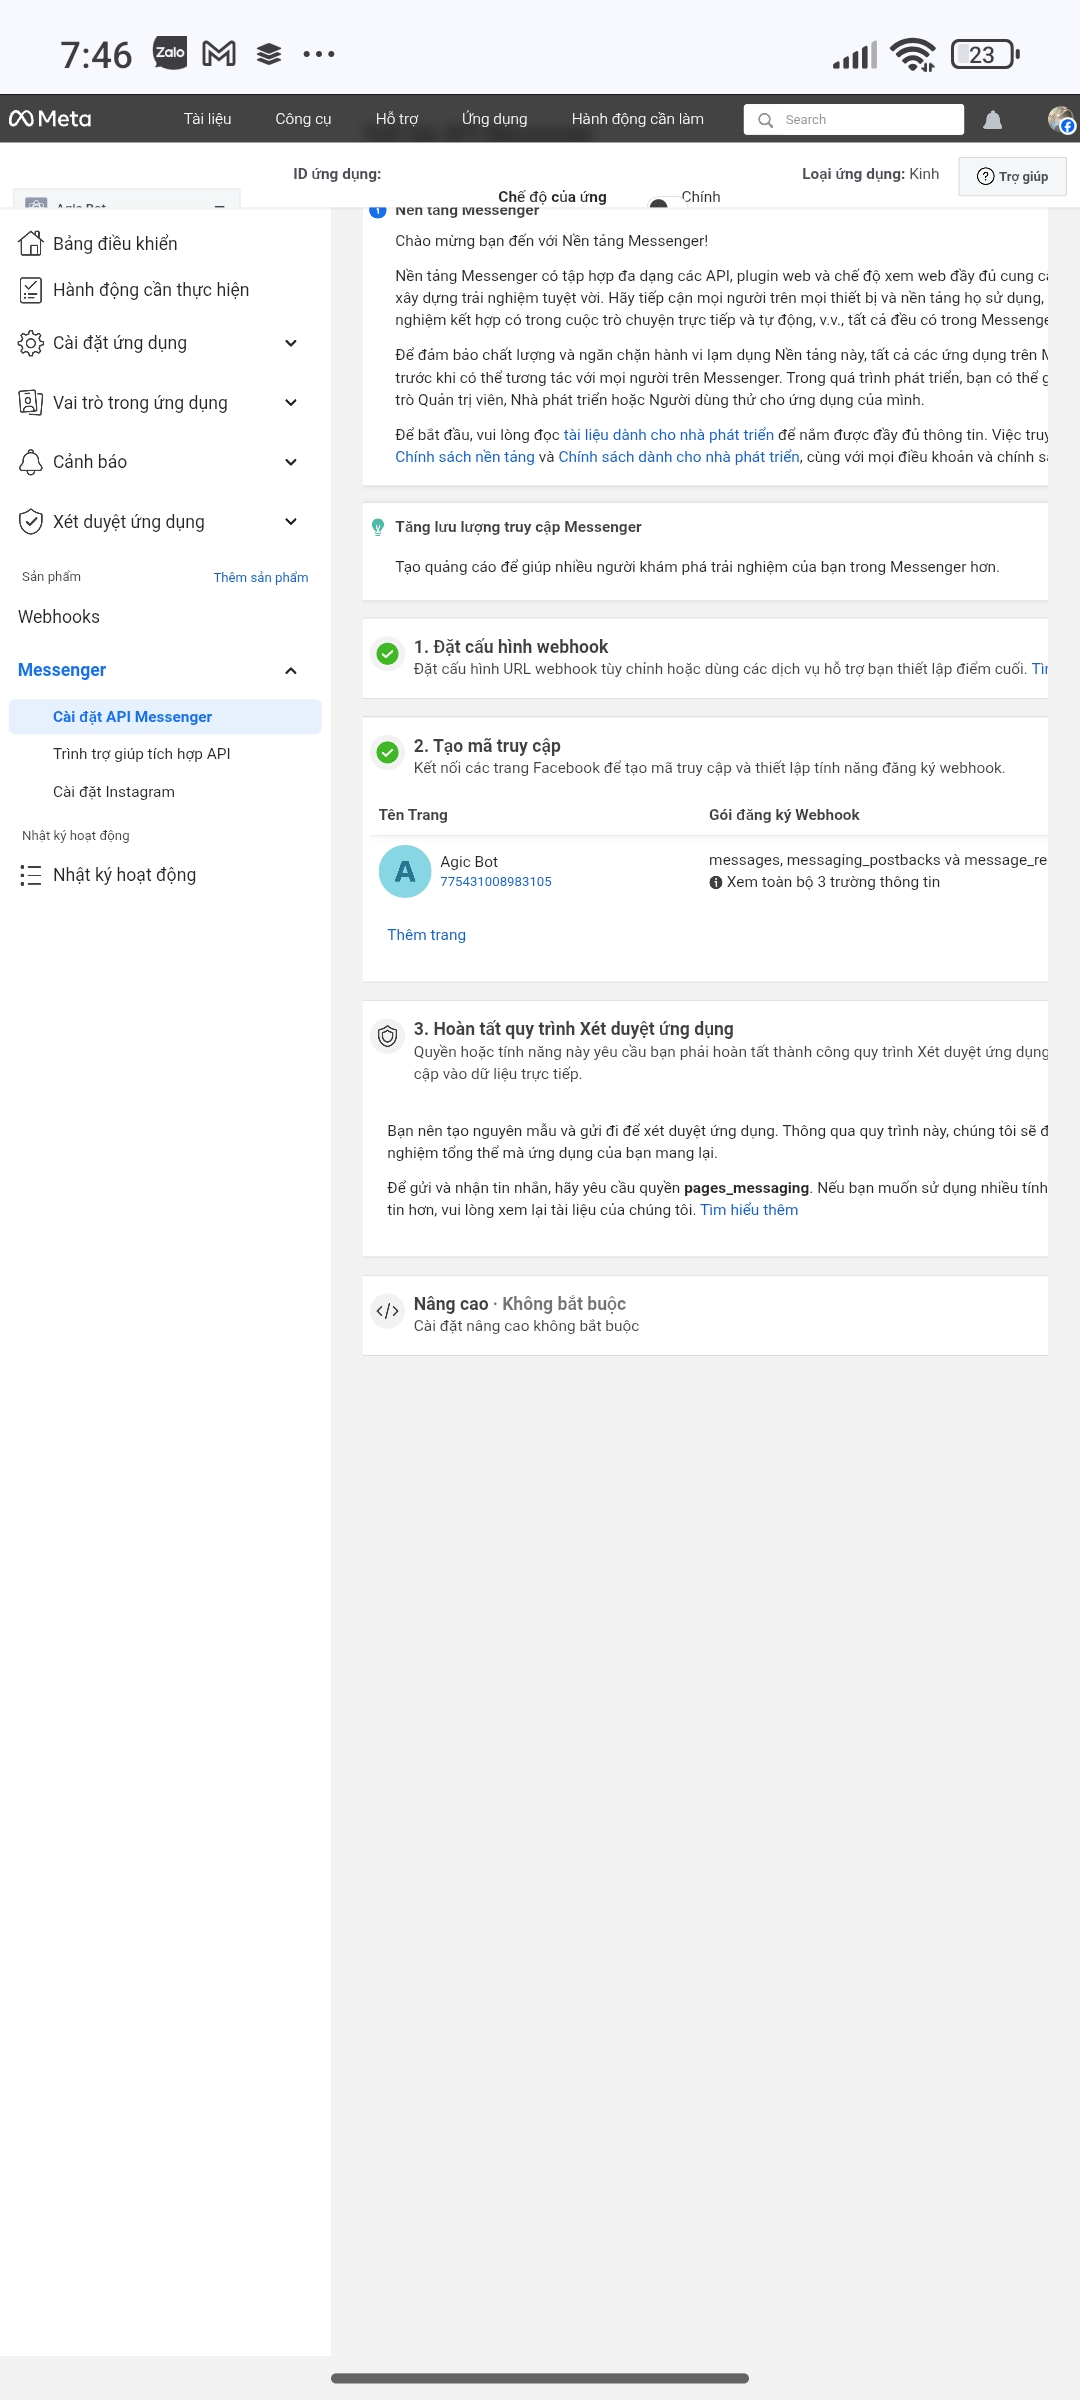 7:46 Zalo 23
Meta Tài liệu Công cụ Hỗ trợ Ứng dụng Hành động cần làm Search
ID ứng dụng: Loại ứng dụng: Kinh Trợ giúp
Chế độ của ứng Chính
Agic Bot
Nền tảng Messenger
Bảng điều khiển
Hành động cần thực hiện
Cài đặt ứng dụng
Vai trò trong ứng dụng
Cảnh báo
Xét duyệt ứng dụng
Sản phẩm Thêm sản phẩm
Webhooks
Messenger
Cài đặt API Messenger
Trình trợ giúp tích hợp API
Cài đặt Instagram
Nhật ký hoạt động
Nhật ký hoạt động
Chào mừng bạn đến với Nền tảng Messenger!
Nền tảng Messenger có tập hợp đa dạng các API, plugin web và chế độ xem web đầy đủ cung cấ
xây dựng trải nghiệm tuyệt vời. Hãy tiếp cận mọi người trên mọi thiết bị và nền tảng họ sử dụng,
nghiệm kết hợp có trong cuộc trò chuyện trực tiếp và tự động, v.v., tất cả đều có trong Messenge
Để đảm bảo chất lượng và ngăn chặn hành vi lạm dụng Nền tảng này, tất cả các ứng dụng trên M
trước khi có thể tương tác với mọi người trên Messenger. Trong quá trình phát triển, bạn có thể g
trò Quản trị viên, Nhà phát triển hoặc Người dùng thử cho ứng dụng của mình.
Để bắt đầu, vui lòng đọc tài liệu dành cho nhà phát triển để nắm được đầy đủ thông tin. Việc truy
Chính sách nền tảng và Chính sách dành cho nhà phát triển, cùng với mọi điều khoản và chính sá
Tăng lưu lượng truy cập Messenger
Tạo quảng cáo để giúp nhiều người khám phá trải nghiệm của bạn trong Messenger hơn.
1. Đặt cấu hình webhook
Đặt cấu hình URL webhook tùy chỉnh hoặc dùng các dịch vụ hỗ trợ bạn thiết lập điểm cuối. Tìn
2. Tạo mã truy cập
Kết nối các trang Facebook để tạo mã truy cập và thiết lập tính năng đăng ký webhook.
Tên Trang Gói đăng ký Webhook
A Agic Bot messages, messaging_postbacks và message_re
775431008983105 Xem toàn bộ 3 trường thông tin
Thêm trang
3. Hoàn tất quy trình Xét duyệt ứng dụng
Quyền hoặc tính năng này yêu cầu bạn phải hoàn tất thành công quy trình Xét duyệt ứng dụng
cập vào dữ liệu trực tiếp.
Bạn nên tạo nguyên mẫu và gửi đi để xét duyệt ứng dụng. Thông qua quy trình này, chúng tôi sẽ đ
nghiệm tổng thể mà ứng dụng của bạn mang lại.
Để gửi và nhận tin nhắn, hãy yêu cầu quyền pages_messaging. Nếu bạn muốn sử dụng nhiều tính
tin hơn, vui lòng xem lại tài liệu của chúng tôi. Tìm hiểu thêm
Nâng cao · Không bắt buộc
Cài đặt nâng cao không bắt buộc